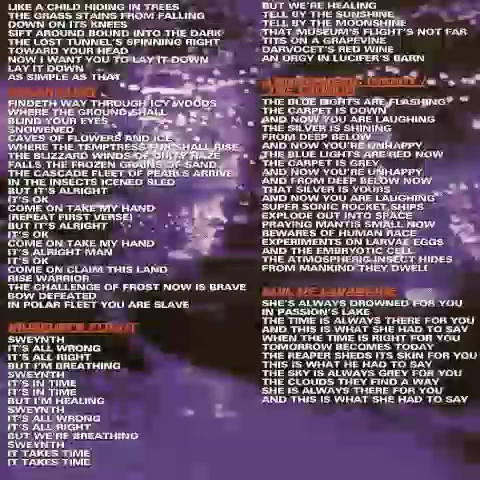 LIKE A CHILD HIDING IN TREES
THE GRASS STAINS FROM FALLING
DOWN ON ITS KNEES
SIFT AROUND BOUND INTO THE DARK
THE LOST TUNNEL'S SPINNING RIGHT
TOWARD YOUR HEAD
NOW I WANT YOU TO LAY IT DOWN
LAY IT DOWN
AS SIMPLE AS THAT
FINDETH WAY THROUGH ICY WOODS
WHERE THE GROUND SHALL
BLIND YOUR EYES
SNOWENED
CAVES OF FLOWERS AND ICE
WHERE THE TEMPTRESS FUR SHALL RISE
THE BLIZZARD WINDS OF DIRTY HAZE
FALLS THE FROZEN GRAINS OF SAND
THE CASCADE FLEET OF PEARLS ARRIVE
IN THE INSECTS ICENED SLED
BUT IT'S ALRIGHT
IT'S OK
COME ON TAKE MY HAND
(REPEAT FIRST VERSE)
BUT IT'S ALRIGHT
IT'S OK
COME ON TAKE MY HAND
IT'S ALRIGHT MAN
IT'S OK
COME ON CLAIM THIS LAND
RISE WARRIOR
THE CHALLENGE OF FROST NOW IS BRAVE
BOW DEFEATED
IN POLAR FLEET YOU ARE SLAVE
MUSEUM'S FLIGHT
SWEYNTH
IT'S ALL WRONG
IT'S ALL RIGHT
BUT I'M BREATHING
SWEYNTH
IT'S IN TIME
IT'S IN TIME
BUT I'M HEALING
SWEYNTH
IT'S ALL WRONG
IT'S ALL RIGHT
BUT WE'RE BREATHING
SWEYNTH
IT TAKES TIME
IT TAKES TIME
BUT WE'RE HEALING
TELL BY THE SUNSHINE
TELL BY THE MOONSHINE
THAT MUSEUM'S FLIGHT'S NOT FAR
TITS ON A GRAPEVINE
DARVOCET'S RED WINE
AN ORGY IN LUCIFER'S BARN
THE BLUE LIGHTS ARE FLASHING
THE CARPET IS DOWN
AND NOW YOU ARE LAUGHING
THE SILVER IS SHINING
FROM DEEP BELOW
AND NOW YOU'RE UNHAPPY
THE BLUE LIGHTS ARE RED NOW
THE CARPET IS GREY
AND NOW YOU'RE UNHAPPY
AND FROM DEEP BELOW NOW
THAT SILVER IS YOURS
AND NOW YOU ARE LAUGHING
SUPER SONIC ROCKET SHIPS
EXPLODE OUT INTO SPACE
PRAYING MANTIS SMALL NOW
BEWARES OF HUMAN RACE
EXPERIMENTS ON LARVAE EGGS
AND THE EMBRYOTIC CELL
THE ATMOSPHERIC INSECT HIDES
FROM MANKIND THEY DWELL
SHE'S ALWAYS DROWNED FOR YOU
IN PASSION'S LAKE
THE TIME IS ALWAYS THERE FOR YOU
AND THIS IS WHAT SHE HAD TO SAY
WHEN THE TIME IS RIGHT FOR YOU
TOMORROW BECOMES TODAY
THE REAPER SHEDS ITS SKIN FOR YOU
THIS IS WHAT HE HAD TO SAY
THE SKY IS ALWAYS GREY FOR YOU
THE CLOUDS THEY FIND A WAY
SHE IS ALWAYS THERE FOR YOU
AND THIS IS WHAT SHE HAD TO SAY